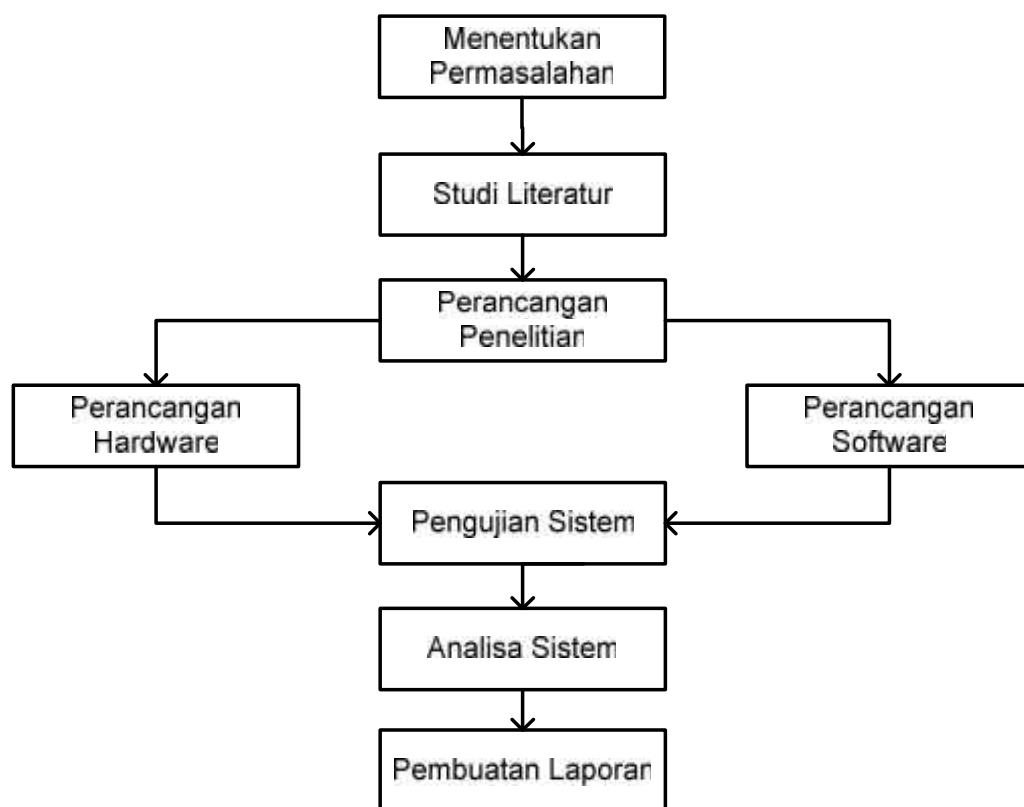 Menentukan
Permasalahan
Studi Literatur
Perancangan
Penelitian
Perancangan
Hardware
Perancangan
Software
Pengujian Sistem
Analisa Sistem
Pembuatan Laporan